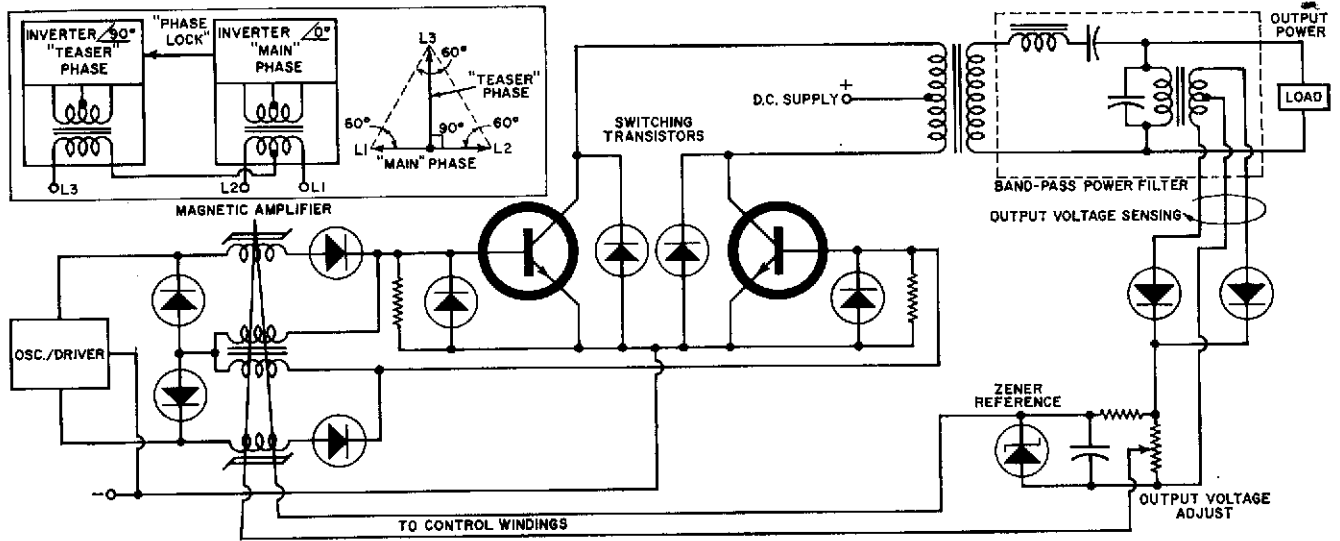 INVERTER /90°
"TEASER"
PHASE
"PHASE
LOCK"
INVERTER /0°
"MAIN"
PHASE
L3
60°
60°
"TEASER"
PHASE
60°
90°
60°
L1
"MAIN" PHASE
L2
L3
L2
L1
MAGNETIC AMPLIFIER
SWITCHING
TRANSISTORS
+
D.C. SUPPLY
OUTPUT
POWER
LOAD
BAND-PASS POWER FILTER
OUTPUT VOLTAGE SENSING
OSC./DRIVER
ZENER
REFERENCE
−
OUTPUT VOLTAGE
ADJUST
TO CONTROL WINDINGS